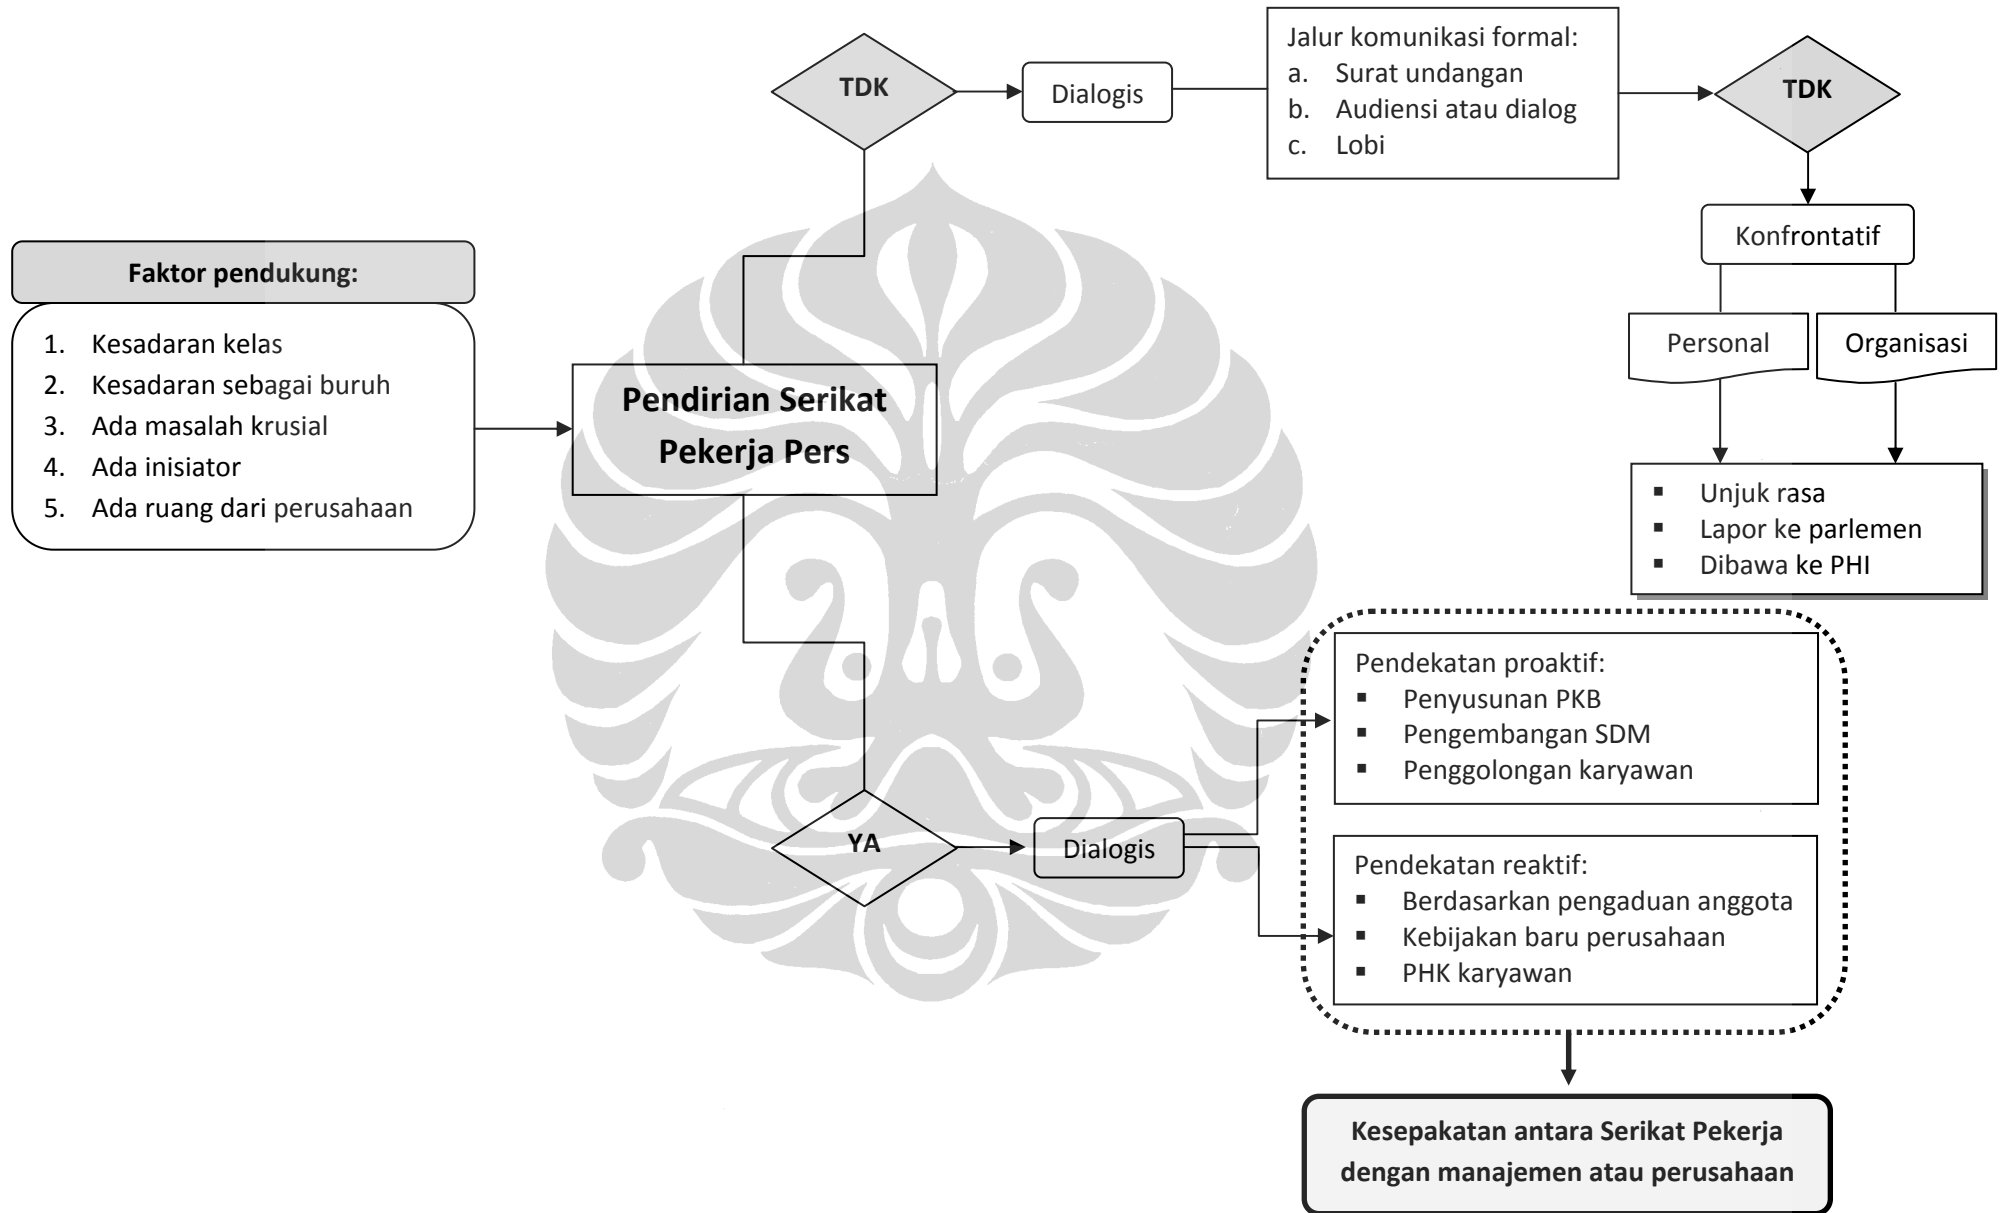 Faktor pendukung:
1. Kesadaran kelas
2. Kesadaran sebagai buruh
3. Ada masalah krusial
4. Ada inisiator
5. Ada ruang dari perusahaan
Pendirian Serikat
Pekerja Pers
TDK
Dialogis
Jalur komunikasi formal:
a. Surat undangan
b. Audiensi atau dialog
c. Lobi
TDK
Konfrontatif
Personal
Organisasi
▪ Unjuk rasa
▪ Lapor ke parlemen
▪ Dibawa ke PHI
YA
Dialogis
Pendekatan proaktif:
▪ Penyusunan PKB
▪ Pengembangan SDM
▪ Penggolongan karyawan
Pendekatan reaktif:
▪ Berdasarkan pengaduan anggota
▪ Kebijakan baru perusahaan
▪ PHK karyawan
Kesepakatan antara Serikat Pekerja
dengan manajemen atau perusahaan